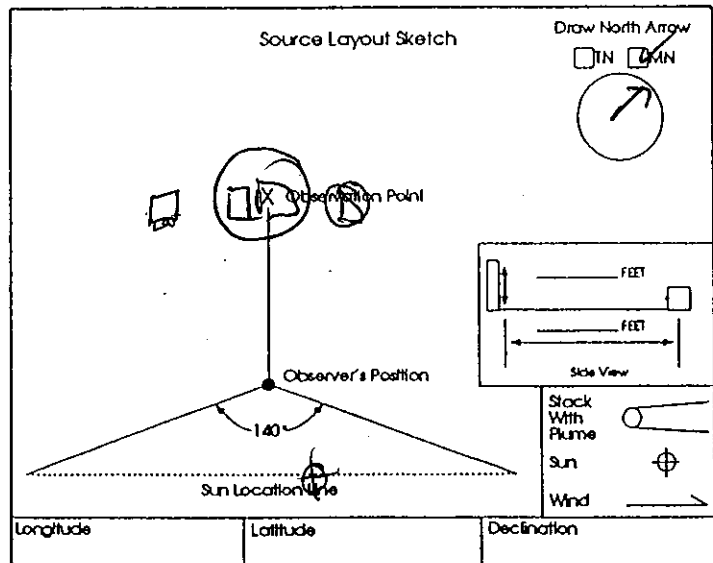 Source Layout Sketch
Draw North Arrow
TN MN
X Observation Point
FEET
FEET
Side View
Observer's Position
140
Sun Location Line
Stack
With
Plume
Sun
Wind
Longitude Latitude Declination